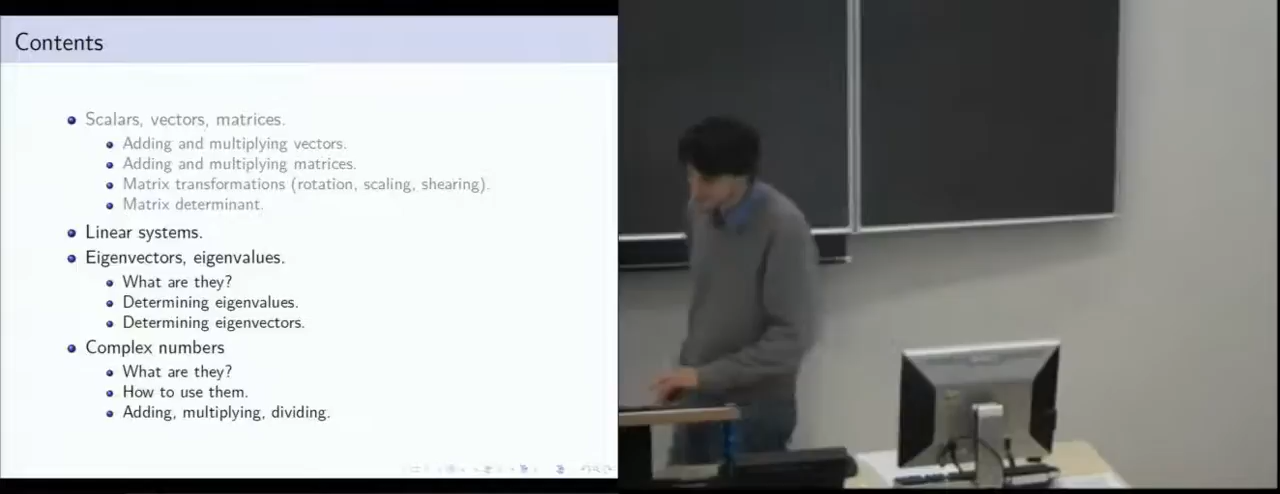 Contents
Scalars, vectors, matrices.
Adding and multiplying vectors.
Adding and multiplying matrices.
Matrix transformations (rotation, scaling, shearing).
Matrix determinant.
Linear systems.
Eigenvectors, eigenvalues.
What are they?
Determining eigenvalues.
Determining eigenvectors.
Complex numbers
What are they?
How to use them.
Adding, multiplying, dividing.